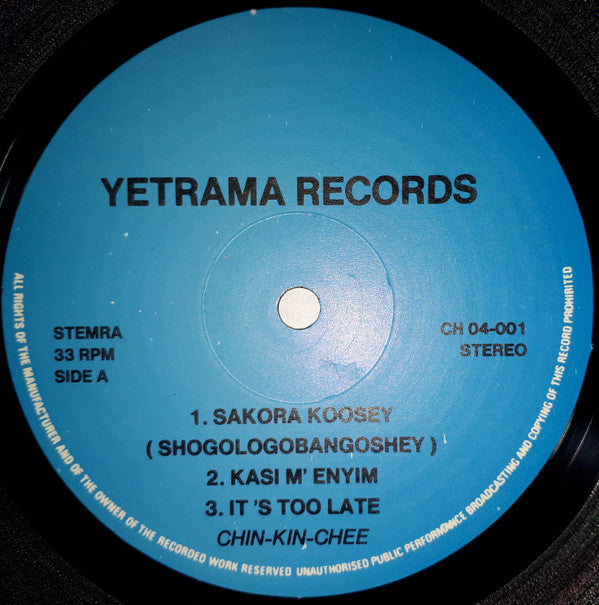 YETRAMA RECORDS
STEMRA
33 RPM
SIDE A
CH 04-001
STEREO
1. SAKORA KOOSEY
( SHOGOLOGOBANGOSHEY )
2. KASI M' ENYIM
3. IT 'S TOO LATE
CHIN-KIN-CHEE
ALL RIGHTS OF THE MANUFACTURER AND OF THE OWNER OF THE RECORDED WORK RESERVED UNAUTHORISED PUBLIC PERFORMANCE BROADCASTING AND COPYING OF THIS RECORD PROHIBITED